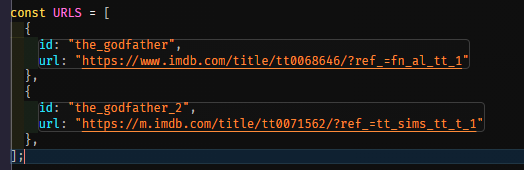 const URLS = [
{
id: "the_godfather",
url: "https://www.imdb.com/title/tt0068646/?ref_=fn_al_tt_1"
},
{
id: "the_godfather_2",
url: "https://m.imdb.com/title/tt0071562/?ref_=tt_sims_tt_t_1"
},
];